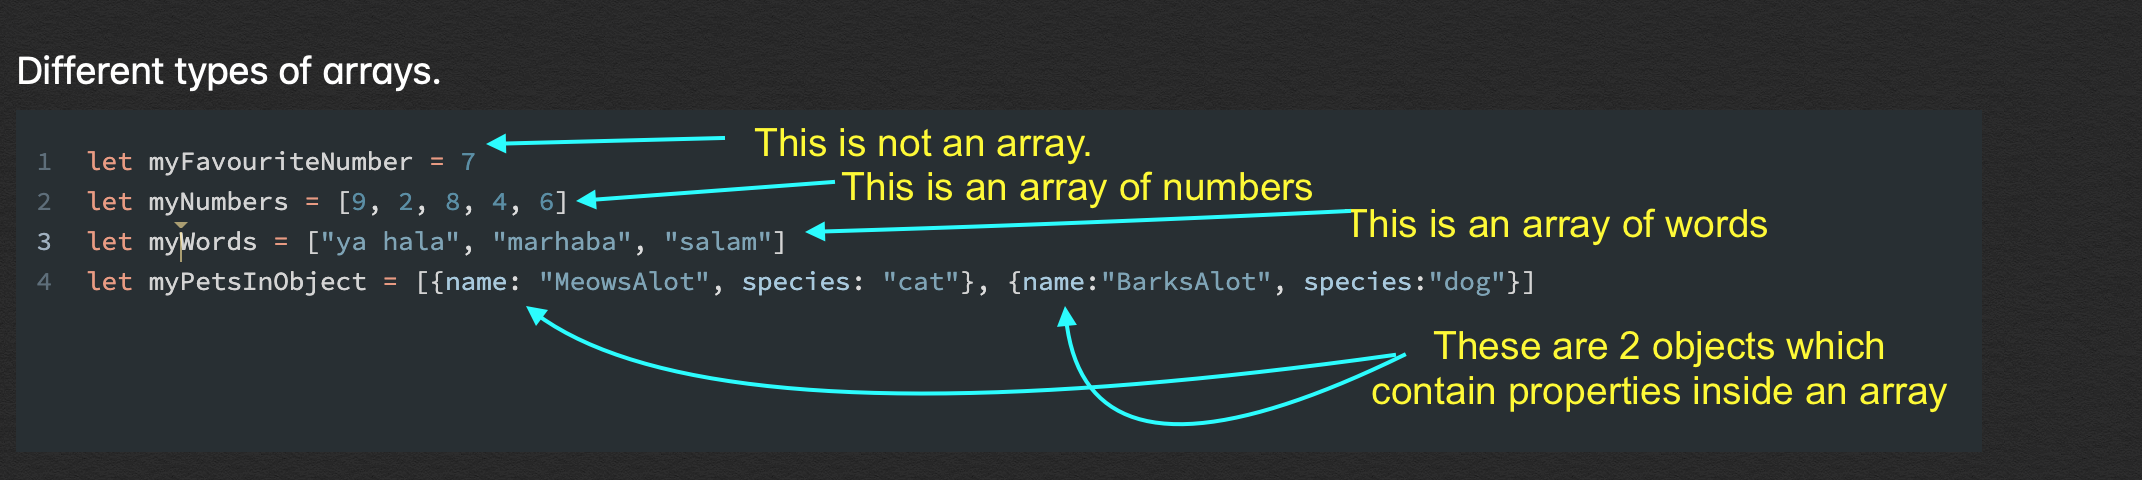 Different types of arrays.
1 let myFavouriteNumber = 7
This is not an array.
2 let myNumbers = [9, 2, 8, 4, 6]
This is an array of numbers
3 let myWords = ["ya hala", "marhaba", "salam"]
This is an array of words
4 let myPetsInObject = [{name: "MeowsAlot", species: "cat"}, {name:"BarksAlot", species:"dog"}]
These are 2 objects which
contain properties inside an array